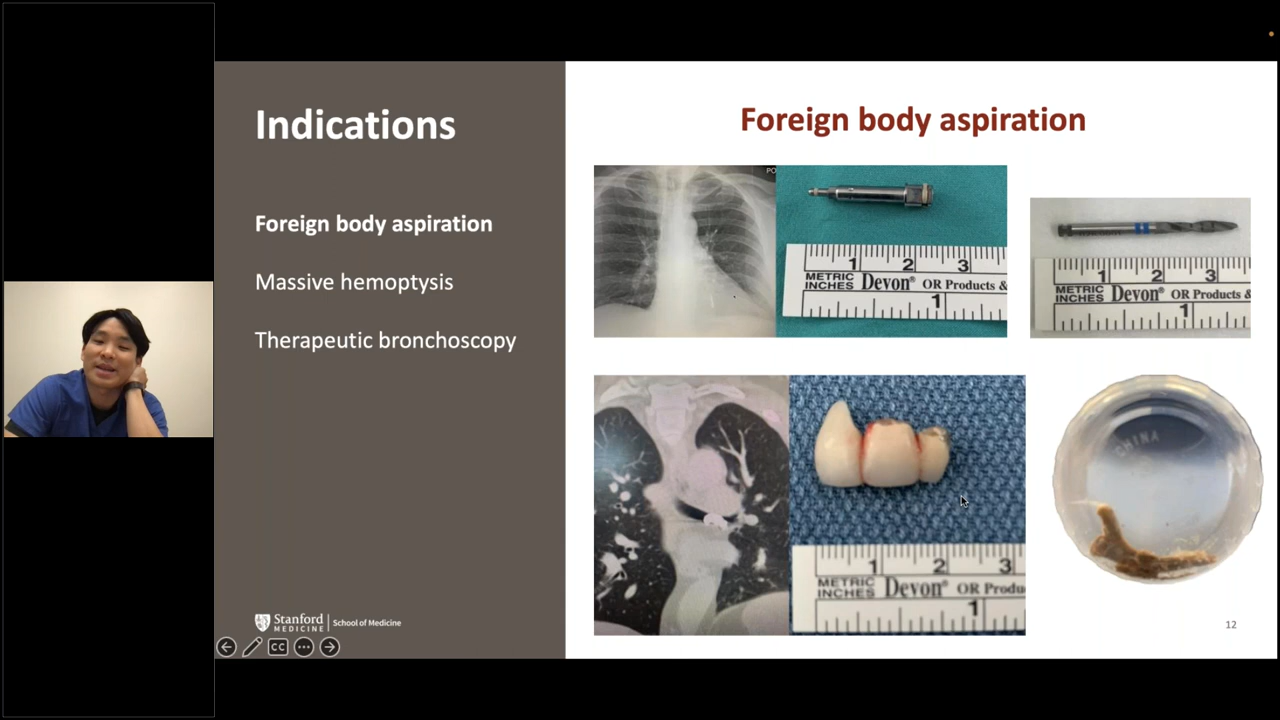 Indications
Foreign body aspiration
Massive hemoptysis
Therapeutic bronchoscopy
Stanford
MEDICINE
School of Medicine
CC
Foreign body aspiration
PO
1 2 3
METRIC
INCHES Devon® OR Products &
1
1 2 3
METRIC
INCHES Devon® OR Products &
1
1 2 3
METRIC
INCHES Devon® OR Produ
1
CHINA
12